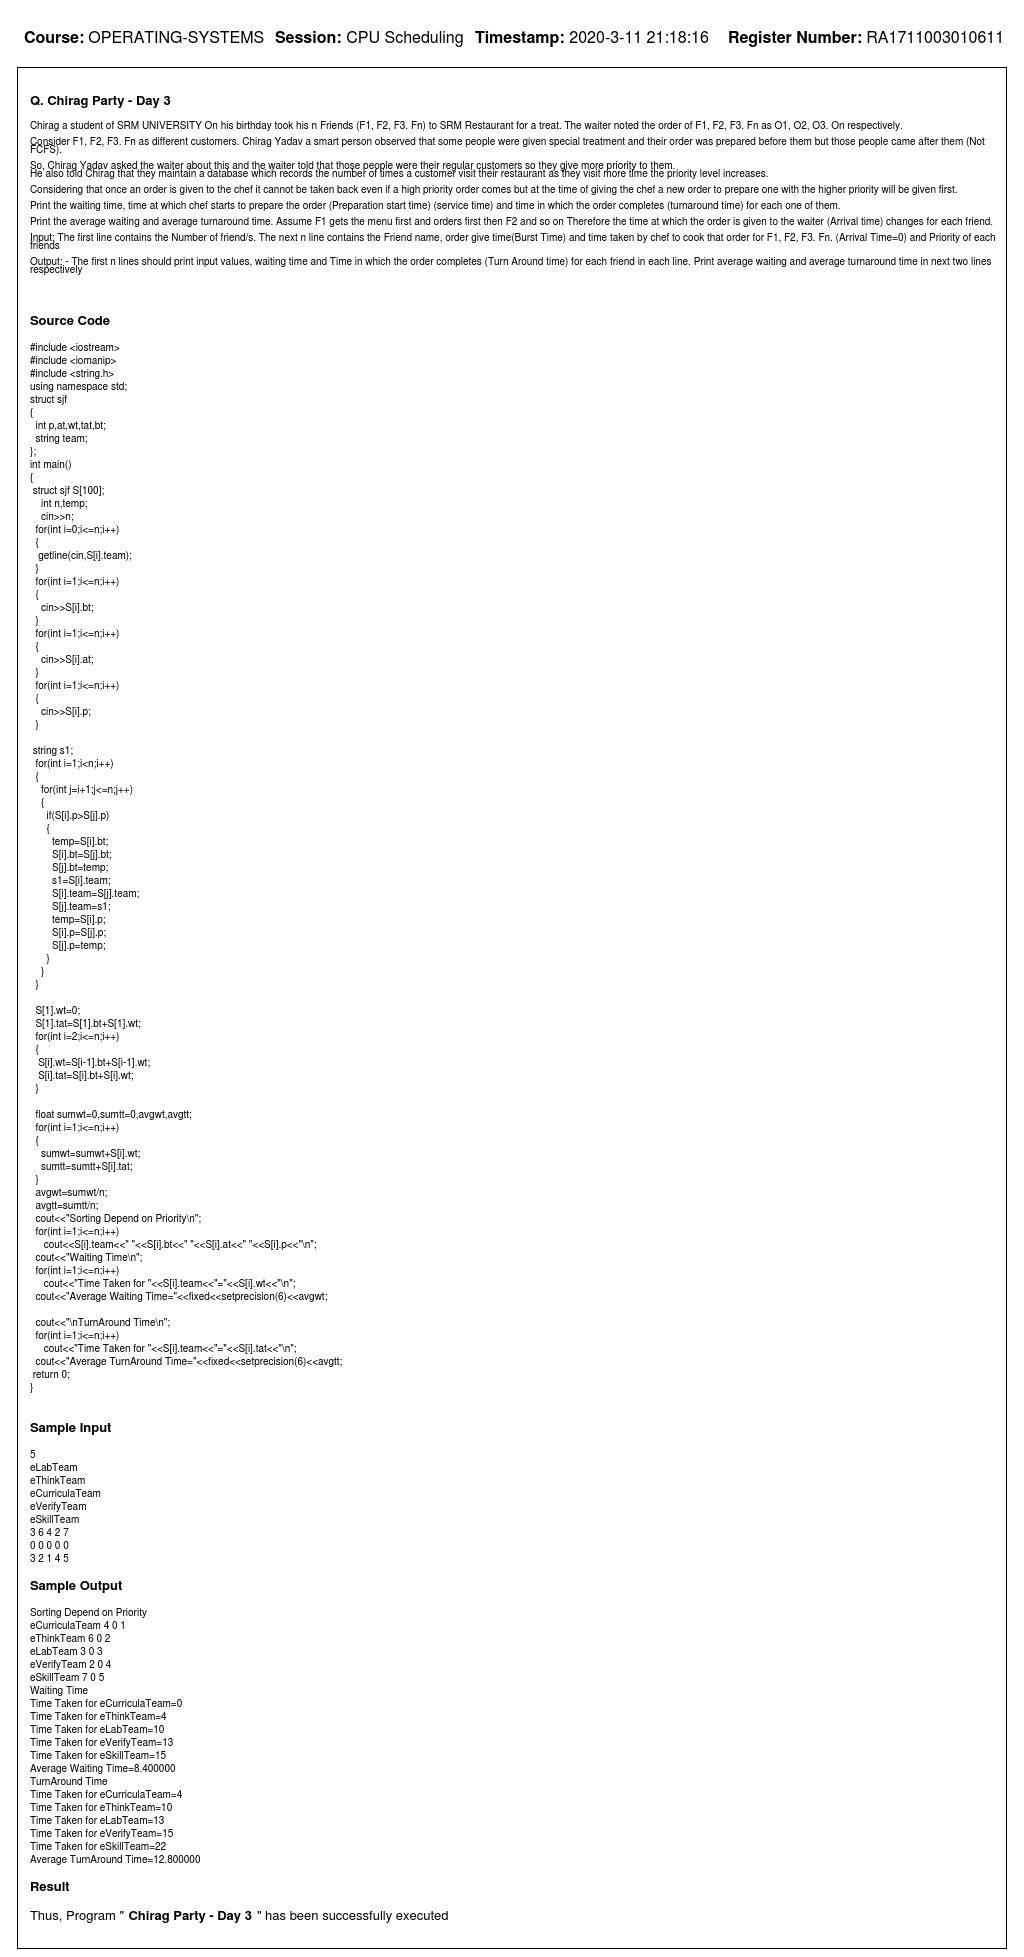 Course: OPERATING-SYSTEMS Session: CPU Scheduling Timestamp: 2020-3-11 21:18:16 Register Number: RA1711003010611
Q. Chirag Party - Day 3
Chirag a student of SRM UNIVERSITY On his birthday took his n Friends (F1, F2, F3. Fn) to SRM Restaurant for a treat. The waiter noted the order of F1, F2, F3. Fn as O1, O2, O3. On respectively.
Consider F1, F2, F3. Fn as different customers. Chirag Yadav a smart person observed that some people were given special treatment and their order was prepared before them but those people came after them (Not
FCFS).
So, Chirag Yadav asked the waiter about this and the waiter told that those people were their regular customers so they give more priority to them.
He also told Chirag that they maintain a database which records the number of times a customer visit their restaurant as they visit more time the priority level increases.
Considering that once an order is given to the chef it cannot be taken back even if a high priority order comes but at the time of giving the chef a new order to prepare one with the higher priority will be given first.
Print the waiting time, time at which chef starts to prepare the order (Preparation start time) (service time) and time in which the order completes (turnaround time) for each one of them.
Print the average waiting and average turnaround time. Assume F1 gets the menu first and orders first then F2 and so on Therefore the time at which the order is given to the waiter (Arrival time) changes for each friend.
Input: The first line contains the Number of friend/s. The next n line contains the Friend name, order give time(Burst Time) and time taken by chef to cook that order for F1, F2, F3. Fn. (Arrival Time=0) and Priority of each
friends
Output: - The first n lines should print input values, waiting time and Time in which the order completes (Turn Around time) for each friend in each line. Print average waiting and average turnaround time in next two lines
respectively
Source Code
#include <iostream>
#include <iomanip>
#include <string.h>
using namespace std;
struct sjf
{
int p,at,wt,tat,bt;
string team;
};
int main()
{
struct sjf S[100];
int n,temp;
cin>>n;
for(int i=0;i<=n;i++)
{
getline(cin,S[i].team);
}
for(int i=1;i<=n;i++)
{
cin>>S[i].bt;
}
for(int i=1;i<=n;i++)
{
cin>>S[i].at;
}
for(int i=1;i<=n;i++)
{
cin>>S[i].p;
}
string s1;
for(int i=1;i<n;i++)
{
for(int j=i+1;j<=n;j++)
{
if(S[i].p>S[j].p)
{
temp=S[i].bt;
S[i].bt=S[j].bt;
S[j].bt=temp;
s1=S[i].team;
S[i].team=S[j].team;
S[j].team=s1;
temp=S[i].p;
S[i].p=S[j].p;
S[j].p=temp;
}
}
}
S[1].wt=0;
S[1].tat=S[1].bt+S[1].wt;
for(int i=2;i<=n;i++)
{
S[i].wt=S[i-1].bt+S[i-1].wt;
S[i].tat=S[i].bt+S[i].wt;
}
float sumwt=0,sumtt=0,avgwt,avgtt;
for(int i=1;i<=n;i++)
{
sumwt=sumwt+S[i].wt;
sumtt=sumtt+S[i].tat;
}
avgwt=sumwt/n;
avgtt=sumtt/n;
cout<<"Sorting Depend on Priority\n";
for(int i=1;i<=n;i++)
cout<<S[i].team<<" "<<S[i].bt<<" "<<S[i].at<<" "<<S[i].p<<"\n";
cout<<"Waiting Time\n";
for(int i=1;i<=n;i++)
cout<<"Time Taken for "<<S[i].team<<"="<<S[i].wt<<"\n";
cout<<"Average Waiting Time="<<fixed<<setprecision(6)<<avgwt;
cout<<"\nTurnAround Time\n";
for(int i=1;i<=n;i++)
cout<<"Time Taken for "<<S[i].team<<"="<<S[i].tat<<"\n";
cout<<"Average TurnAround Time="<<fixed<<setprecision(6)<<avgtt;
return 0;
}
Sample Input
5
eLabTeam
eThinkTeam
eCurriculaTeam
eVerifyTeam
eSkillTeam
3 6 4 2 7
0 0 0 0 0
3 2 1 4 5
Sample Output
Sorting Depend on Priority
eCurriculaTeam 4 0 1
eThinkTeam 6 0 2
eLabTeam 3 0 3
eVerifyTeam 2 0 4
eSkillTeam 7 0 5
Waiting Time
Time Taken for eCurriculaTeam=0
Time Taken for eThinkTeam=4
Time Taken for eLabTeam=10
Time Taken for eVerifyTeam=13
Time Taken for eSkillTeam=15
Average Waiting Time=8.400000
TurnAround Time
Time Taken for eCurriculaTeam=4
Time Taken for eThinkTeam=10
Time Taken for eLabTeam=13
Time Taken for eVerifyTeam=15
Time Taken for eSkillTeam=22
Average TurnAround Time=12.800000
Result
Thus, Program " Chirag Party - Day 3 " has been successfully executed